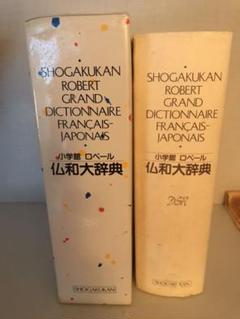 SHOGAKUKAN
ROBERT
GRAND
DICTIONNAIRE
FRANÇAIS-
JAPONAIS
小学館 ロベール
仏和大辞典
SHOGAKUKAN
SHOGAKUKAN
ROBERT
GRAND
DICTIONNAIRE
FRANÇAIS-
JAPONAIS
小学館 ロベール
仏和大辞典
SHOGAKUKAN